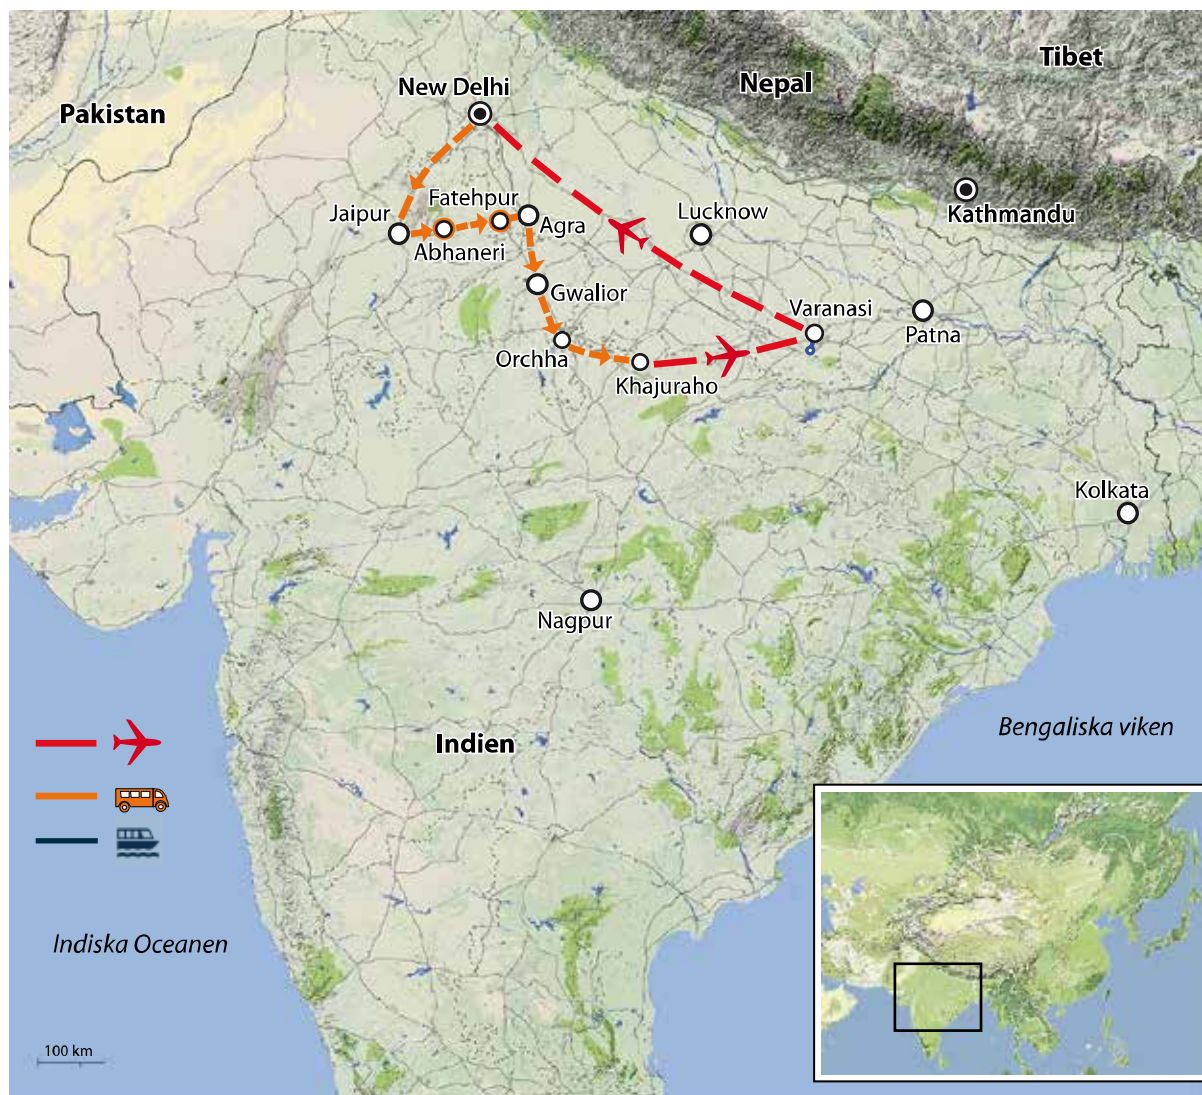 Tibet
Nepal
New Delhi
Pakistan
Kathmandu
Fatehpur
Jaipur
Lucknow
Agra
Abhaneri
Gwalior
Varanasi
Patna
Orchha
Khajuraho
Kolkata
Nagpur
Bengaliska viken
Indien
Indiska Oceanen
100 km